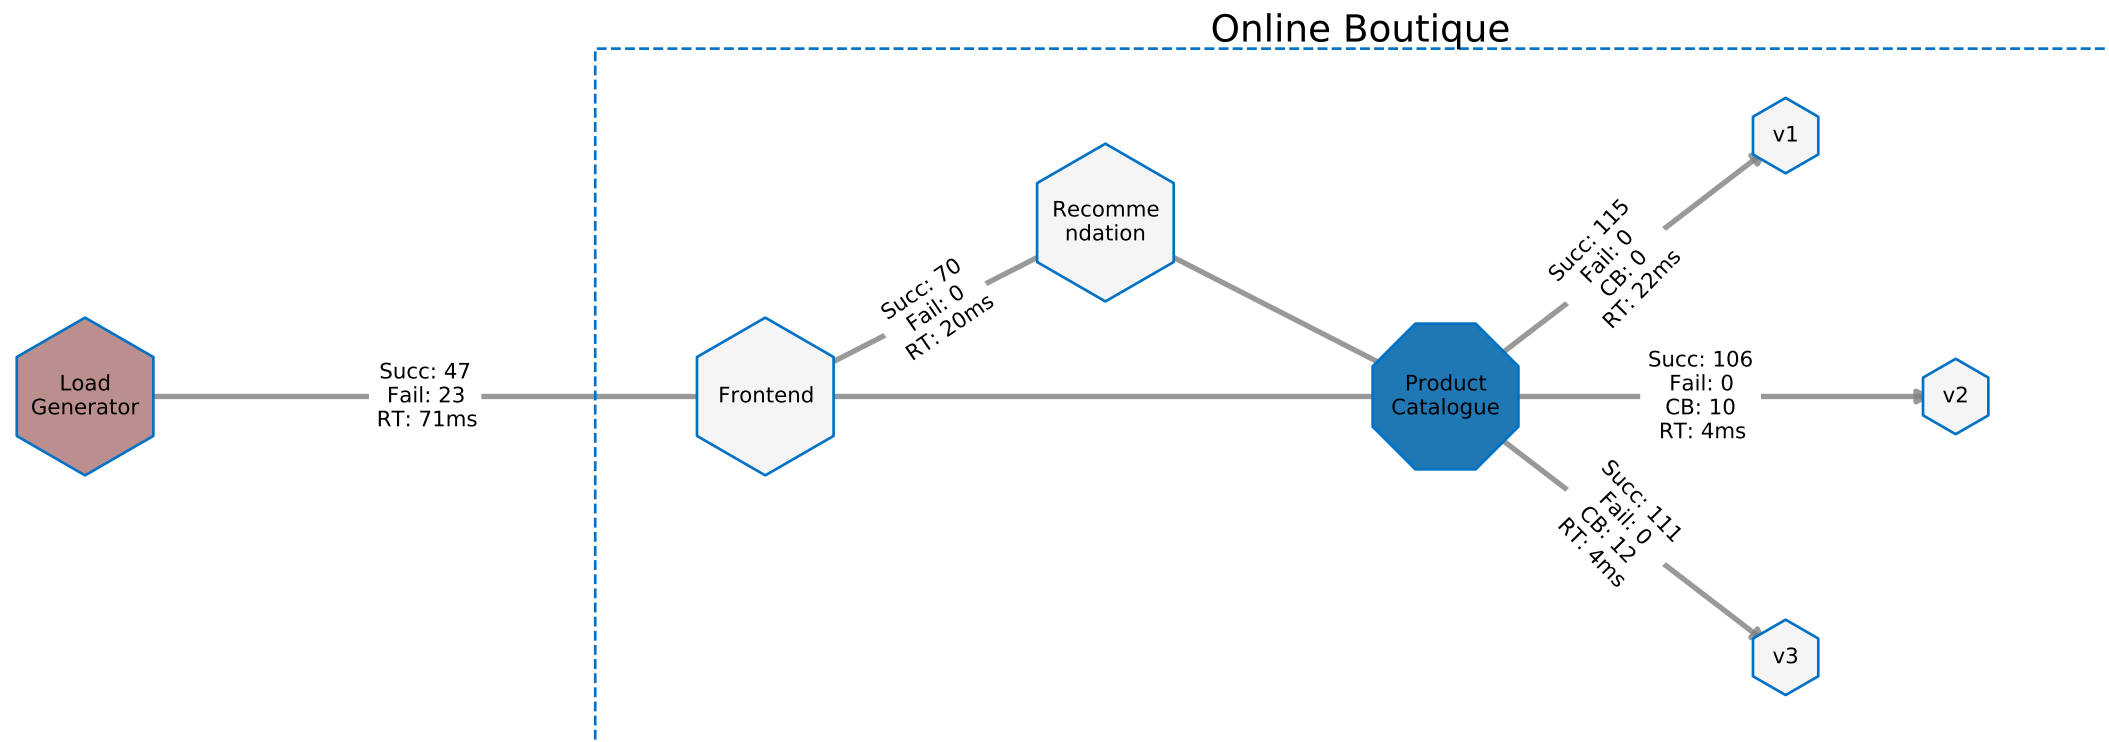 Online Boutique
Load
Generator
Succ: 47
Fail: 23
RT: 71ms
Frontend
Succ: 70
Fail: 0
RT: 20ms
Recomme
ndation
Product
Catalogue
Succ: 115
Fail: 0
CB: 0
RT: 22ms
v1
Succ: 106
Fail: 0
CB: 10
RT: 4ms
v2
Succ: 111
Fail: 0
CB: 12
RT: 4ms
v3